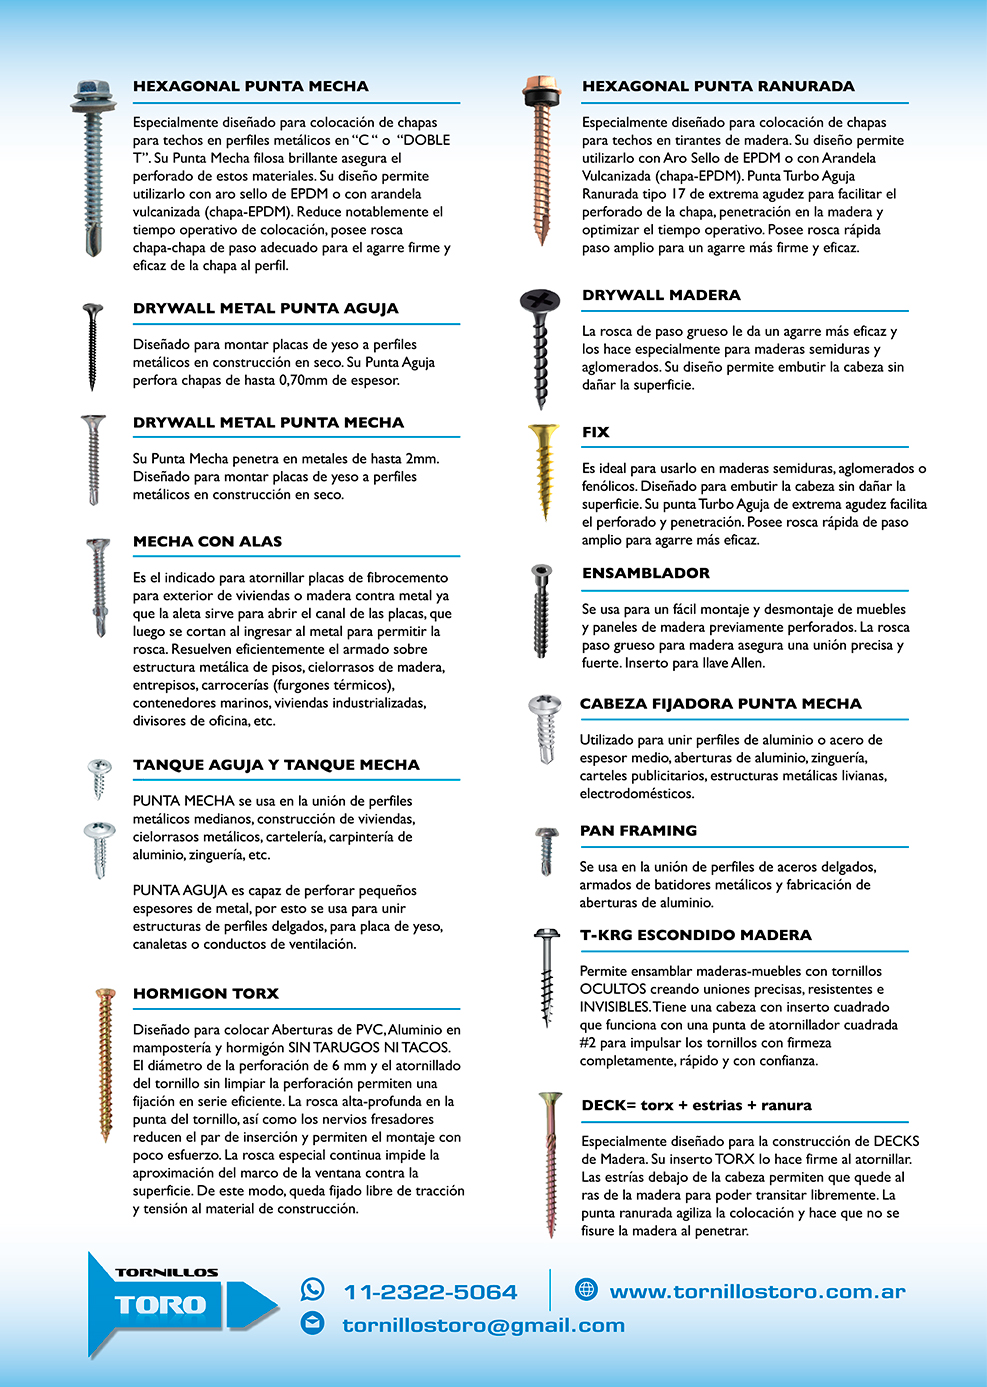 HEXAGONAL PUNTA MECHA
Especialmente diseñado para colocación de chapas
para techos en perfiles metálicos en “C “ o  “DOBLE
T”. Su Punta Mecha filosa brillante asegura el
perforado de estos materiales. Su diseño permite
utilizarlo con aro sello de EPDM o con arandela
vulcanizada (chapa-EPDM). Reduce notablemente el
tiempo operativo de colocación, posee rosca
chapa-chapa de paso adecuado para el agarre firme y
eficaz de la chapa al perfil.
DRYWALL METAL PUNTA AGUJA
Diseñado para montar placas de yeso a perfiles
metálicos en construcción en seco. Su Punta Aguja
perfora chapas de hasta 0,70mm de espesor.
DRYWALL METAL PUNTA MECHA
Su Punta Mecha penetra en metales de hasta 2mm.
Diseñado para montar placas de yeso a perfiles
metálicos en construcción en seco.
MECHA CON ALAS
Es el indicado para atornillar placas de fibrocemento
para exterior de viviendas o madera contra metal ya
que la aleta sirve para abrir el canal de las placas, que
luego se cortan al ingresar al metal para permitir la
rosca. Resuelven eficientemente el armado sobre
estructura metálica de pisos, cielorrasos de madera,
entrepisos, carrocerías (furgones térmicos),
contenedores marinos, viviendas industrializadas,
divisores de oficina, etc.
TANQUE AGUJA Y TANQUE MECHA
PUNTA MECHA se usa en la unión de perfiles
metálicos medianos, construcción de viviendas,
cielorrasos metálicos, cartelería, carpintería de
aluminio, zinguería, etc.
PUNTA AGUJA es capaz de perforar pequeños
espesores de metal, por esto se usa para unir
estructuras de perfiles delgados, para placa de yeso,
canaletas o conductos de ventilación.
HORMIGON TORX
Diseñado para colocar Aberturas de PVC, Aluminio en
mampostería y hormigón SIN TARUGOS NI TACOS.
El diámetro de la perforación de 6 mm y el atornillado
del tornillo sin limpiar la perforación permiten una
fijación en serie eficiente. La rosca alta-profunda en la
punta del tornillo, así como los nervios fresadores
reducen el par de inserción y permiten el montaje con
poco esfuerzo. La rosca especial continua impide la
aproximación del marco de la ventana contra la
superficie. De este modo, queda fijado libre de tracción
y tensión al material de construcción.
HEXAGONAL PUNTA RANURADA
Especialmente diseñado para colocación de chapas
para techos en tirantes de madera. Su diseño permite
utilizarlo con Aro Sello de EPDM o con Arandela
Vulcanizada (chapa-EPDM). Punta Turbo Aguja
Ranurada tipo 17 de extrema agudez para facilitar el
perforado de la chapa, penetración en la madera y
optimizar el tiempo operativo. Posee rosca rápida
paso amplio para un agarre más firme y eficaz.
DRYWALL MADERA
La rosca de paso grueso le da un agarre más eficaz y
los hace especialmente para maderas semiduras y
aglomerados. Su diseño permite embutir la cabeza sin
dañar la superficie.
FIX
Es ideal para usarlo en maderas semiduras, aglomerados o
fenólicos. Diseñado para embutir la cabeza sin dañar la
superficie. Su punta Turbo Aguja de extrema agudez facilita
el perforado y penetración. Posee rosca rápida de paso
amplio para agarre más eficaz.
ENSAMBLADOR
Se usa para un fácil montaje y desmontaje de muebles
y paneles de madera previamente perforados. La rosca
paso grueso para madera asegura una unión precisa y
fuerte. Inserto para llave Allen.
CABEZA FIJADORA PUNTA MECHA
Utilizado para unir perfiles de aluminio o acero de
espesor medio, aberturas de aluminio, zinguería,
carteles publicitarios, estructuras metálicas livianas,
electrodomésticos.
PAN FRAMING
Se usa en la unión de perfiles de aceros delgados,
armados de batidores metálicos y fabricación de
aberturas de aluminio.
T-KRG ESCONDIDO MADERA
Permite ensamblar maderas-muebles con tornillos
OCULTOS creando uniones precisas, resistentes e
INVISIBLES. Tiene una cabeza con inserto cuadrado
que funciona con una punta de atornillador cuadrada
#2 para impulsar los tornillos con firmeza
completamente, rápido y con confianza.
DECK= torx + estrias + ranura
Especialmente diseñado para la construcción de DECKS
de Madera. Su inserto TORX lo hace firme al atornillar.
Las estrías debajo de la cabeza permiten que quede al
ras de la madera para poder transitar libremente. La
punta ranurada agiliza la colocación y hace que no se
fisure la madera al penetrar.
TORNILLOS
TORO
11-2322-5064
tornillostoro@gmail.com
www.tornillostoro.com.ar